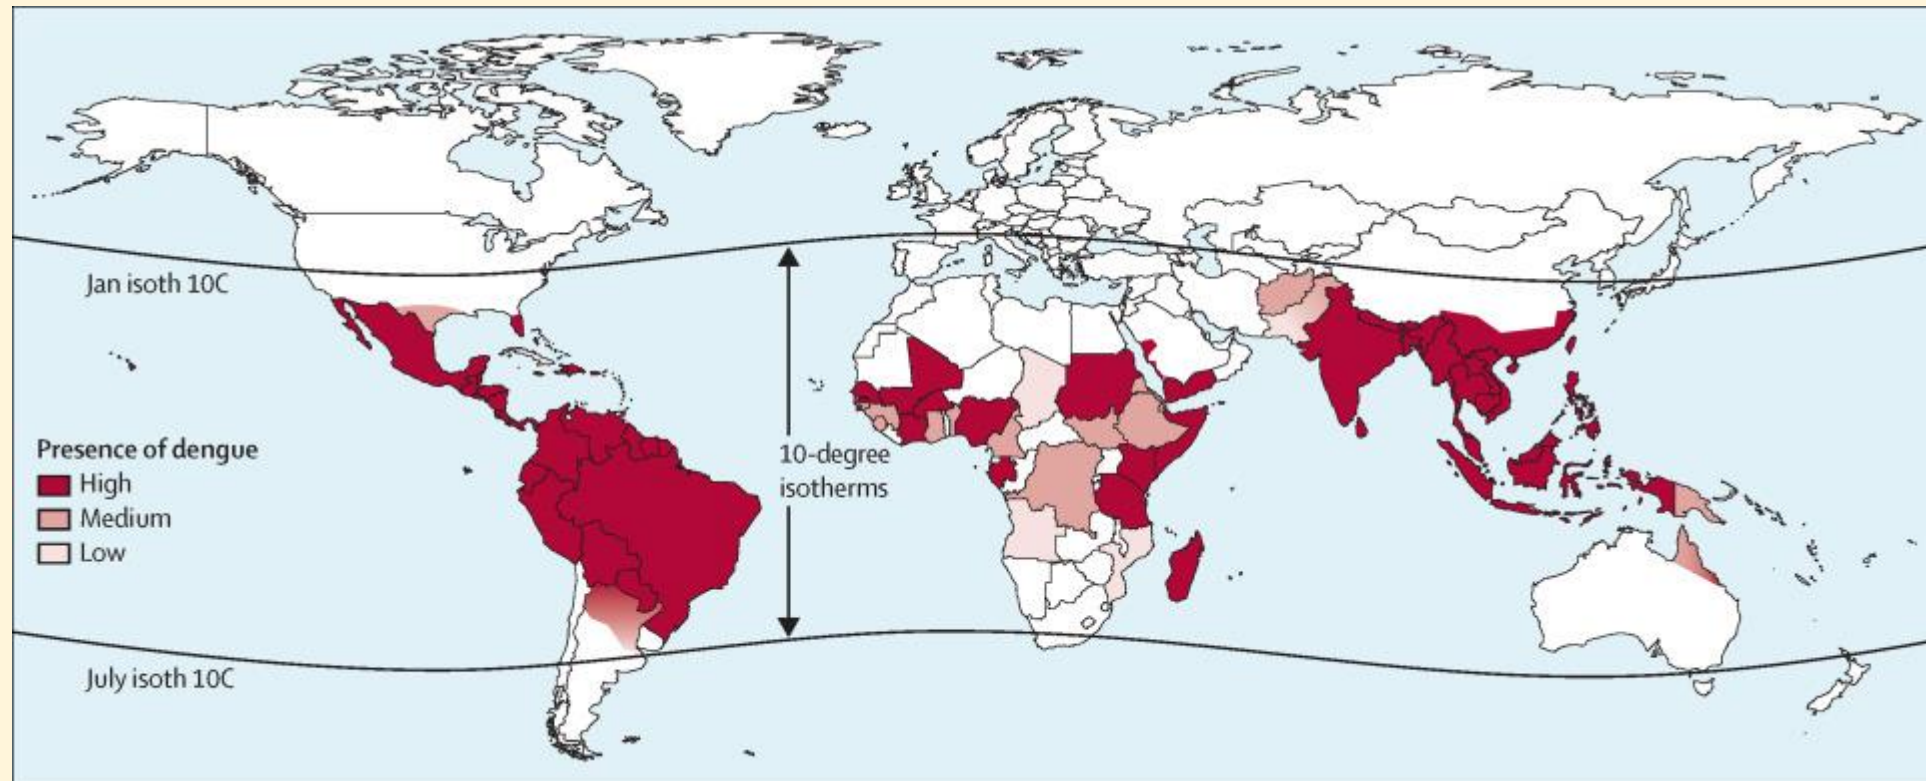 Jan isoth 10C
Presence of dengue
High
Medium
Low
10-degree
isotherms
July isoth 10C